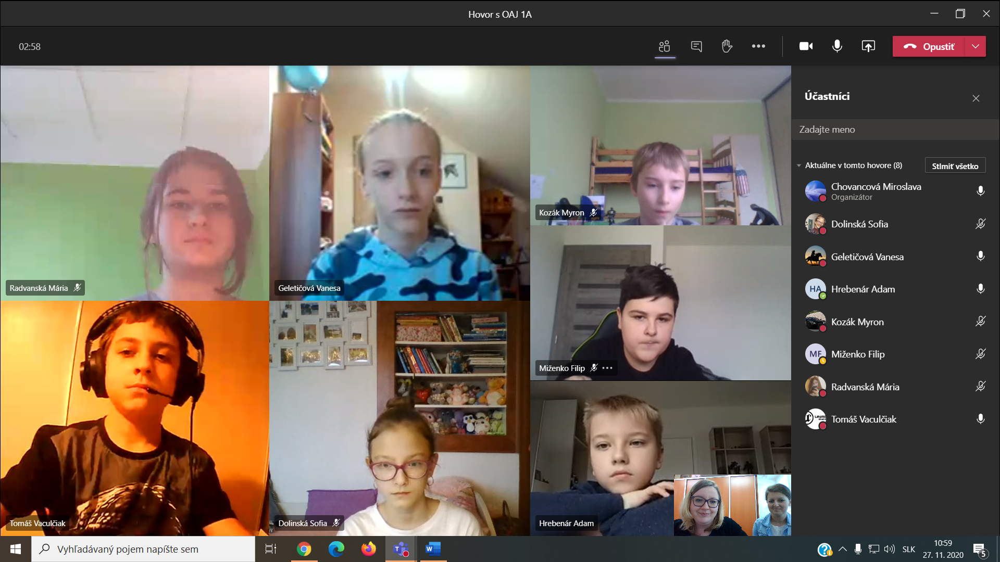 Hovor s OAJ 1A
02:58
Opustiť
Radvanská Mária
Geletičová Vanesa
Kozák Myron
Miženko Filip
Tomáš Vaculčiak
Dolinská Sofia
Hrebenár Adam
Účastníci
Zadajte meno
Aktuálne v tomto hovore (8)
Stlmiť všetko
Chovancová Miroslava
Organizátor
Dolinská Sofia
Geletičová Vanesa
HA
Hrebenár Adam
Kozák Myron
MF
Miženko Filip
Radvanská Mária
Tomáš Vaculčiak
Vyhľadávaný pojem napíšte sem
T
W
SLK
10:59
27. 11. 2020
5